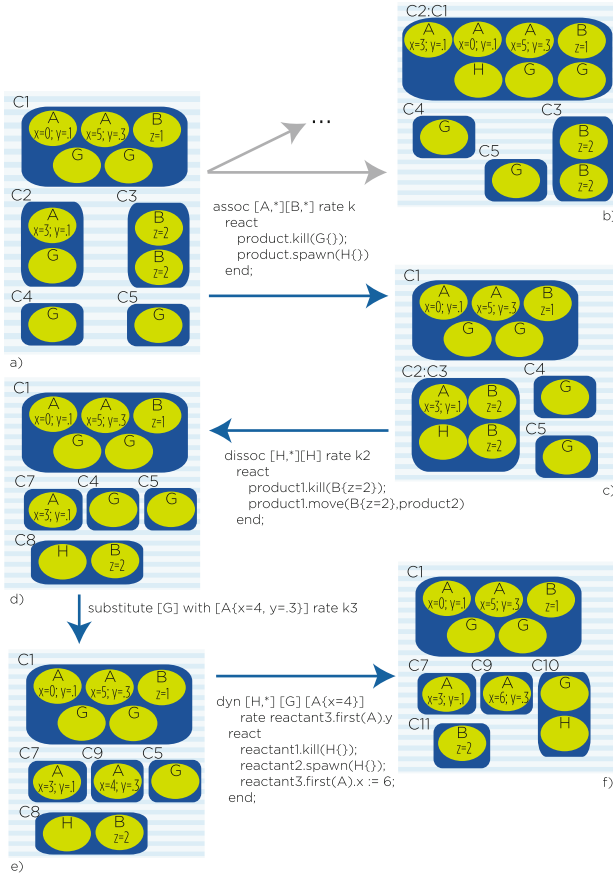 C2:C1
A A A B
x=3; y=.1 x=0; y=.1 x=5; y=.3 z=1
H G G
C4 C3
G B
z=2
C5
G B
z=2
b)
...
C1
A A B
x=0; y=.1 x=5; y=.3 z=1
G G
C2 C3
A B
x=3; y=.1 z=2
G B
z=2
C4 C5
G G
a)
assoc [A,*][B,*] rate k
react
product.kill(G{});
product.spawn(H{})
end;
C1
A A B
x=0; y=.1 x=5; y=.3 z=1
G G
C2:C3 C4
A B G
x=3; y=.1 z=2
H B C5
z=2 G
c)
dissoc [H,*][H] rate k2
react
product1.kill(B{z=2});
product1.move(B{z=2},product2)
end;
C1
A A B
x=0; y=.1 x=5; y=.3 z=1
G G
C7 C4 C5
A G G
x=3; y=.1
C8
H B
z=2
d)
substitute [G] with [A{x=4, y=.3}] rate k3
C1
A A B
x=0; y=.1 x=5; y=.3 z=1
G G
C7 C9 C5
A A G
x=3; y=.1 x=4; y=.3
C8
H B
z=2
e)
dyn [H,*] [G] [A{x=4}]
rate reactant3.first(A).y
react
reactant1.kill(H{});
reactant2.spawn(H{});
reactant3.first(A).x := 6;
end;
C1
A A B
x=0; y=.1 x=5; y=.3 z=1
G G
C7 C9 C10
A A G
x=3; y=.1 x=6; y=.3
C11
B H
z=2
f)